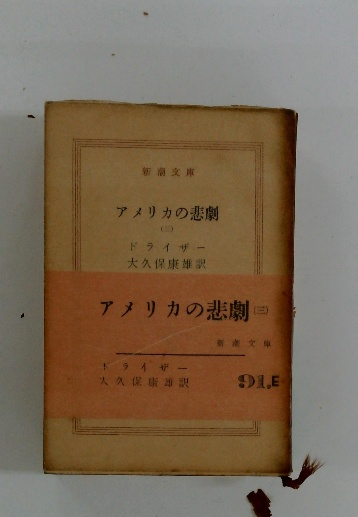 新潮文庫
アメリカの悲劇
(三)
ドライザー
大久保康雄訳
アメリカの悲劇 (三)
新潮文庫
ドライザー
大久保康雄訳
91.E